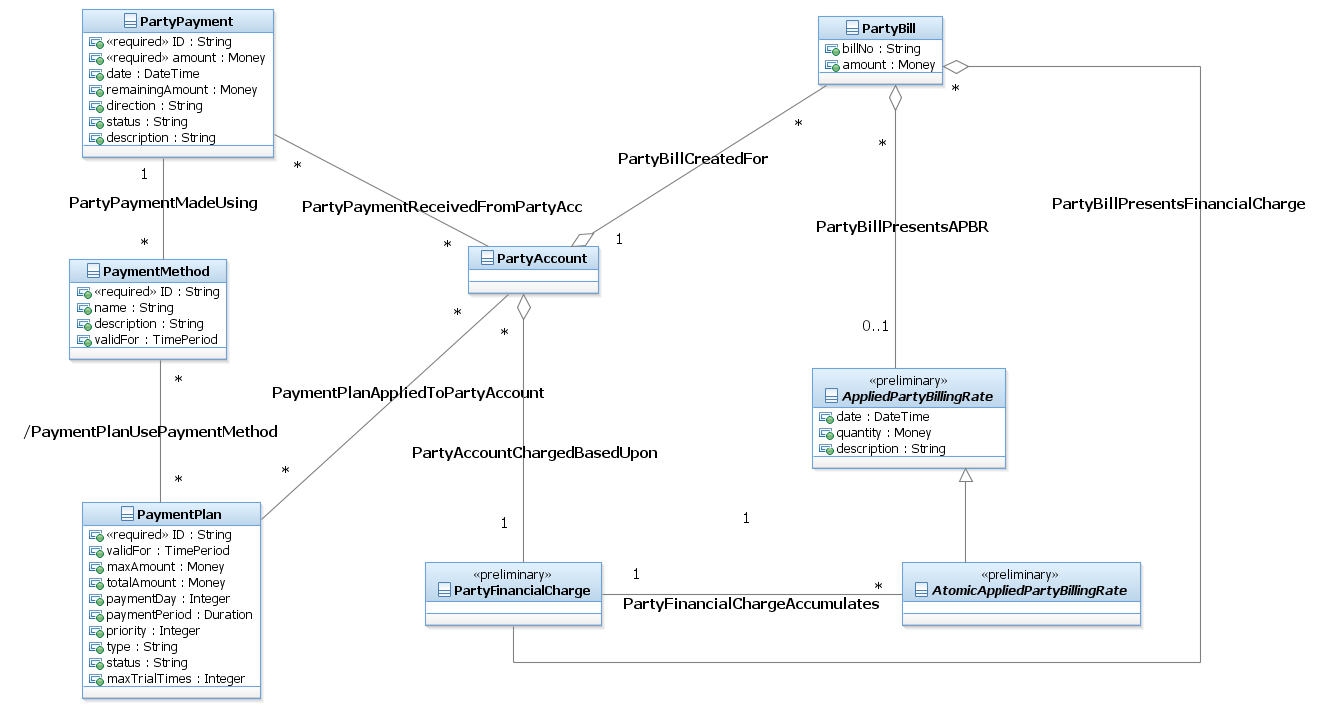 PartyPayment
«required» ID : String
«required» amount : Money
date : DateTime
remainingAmount : Money
direction : String
status : String
description : String
PartyBill
billNo : String
amount : Money
*
*
*
*
1
PartyBillCreatedFor
PartyPaymentMadeUsing
PartyPaymentReceivedFromPartyAcc
PartyBillPresentsFinancialCharge
PartyBillPresentsAPBR
*
*
1
PartyAccount
PaymentMethod
«required» ID : String
name : String
description : String
validFor : TimePeriod
*
*
0..1
*
PaymentPlanAppliedToPartyAccount
«preliminary»
AppliedPartyBillingRate
date : DateTime
quantity : Money
description : String
/PaymentPlanUsePaymentMethod
PartyAccountChargedBasedUpon
*
*
1
1
PaymentPlan
«required» ID : String
validFor : TimePeriod
maxAmount : Money
totalAmount : Money
paymentDay : Integer
paymentPeriod : Duration
priority : Integer
type : String
status : String
maxTrialTimes : Integer
«preliminary»
PartyFinancialCharge
1
*
PartyFinancialChargeAccumulates
«preliminary»
AtomicAppliedPartyBillingRate